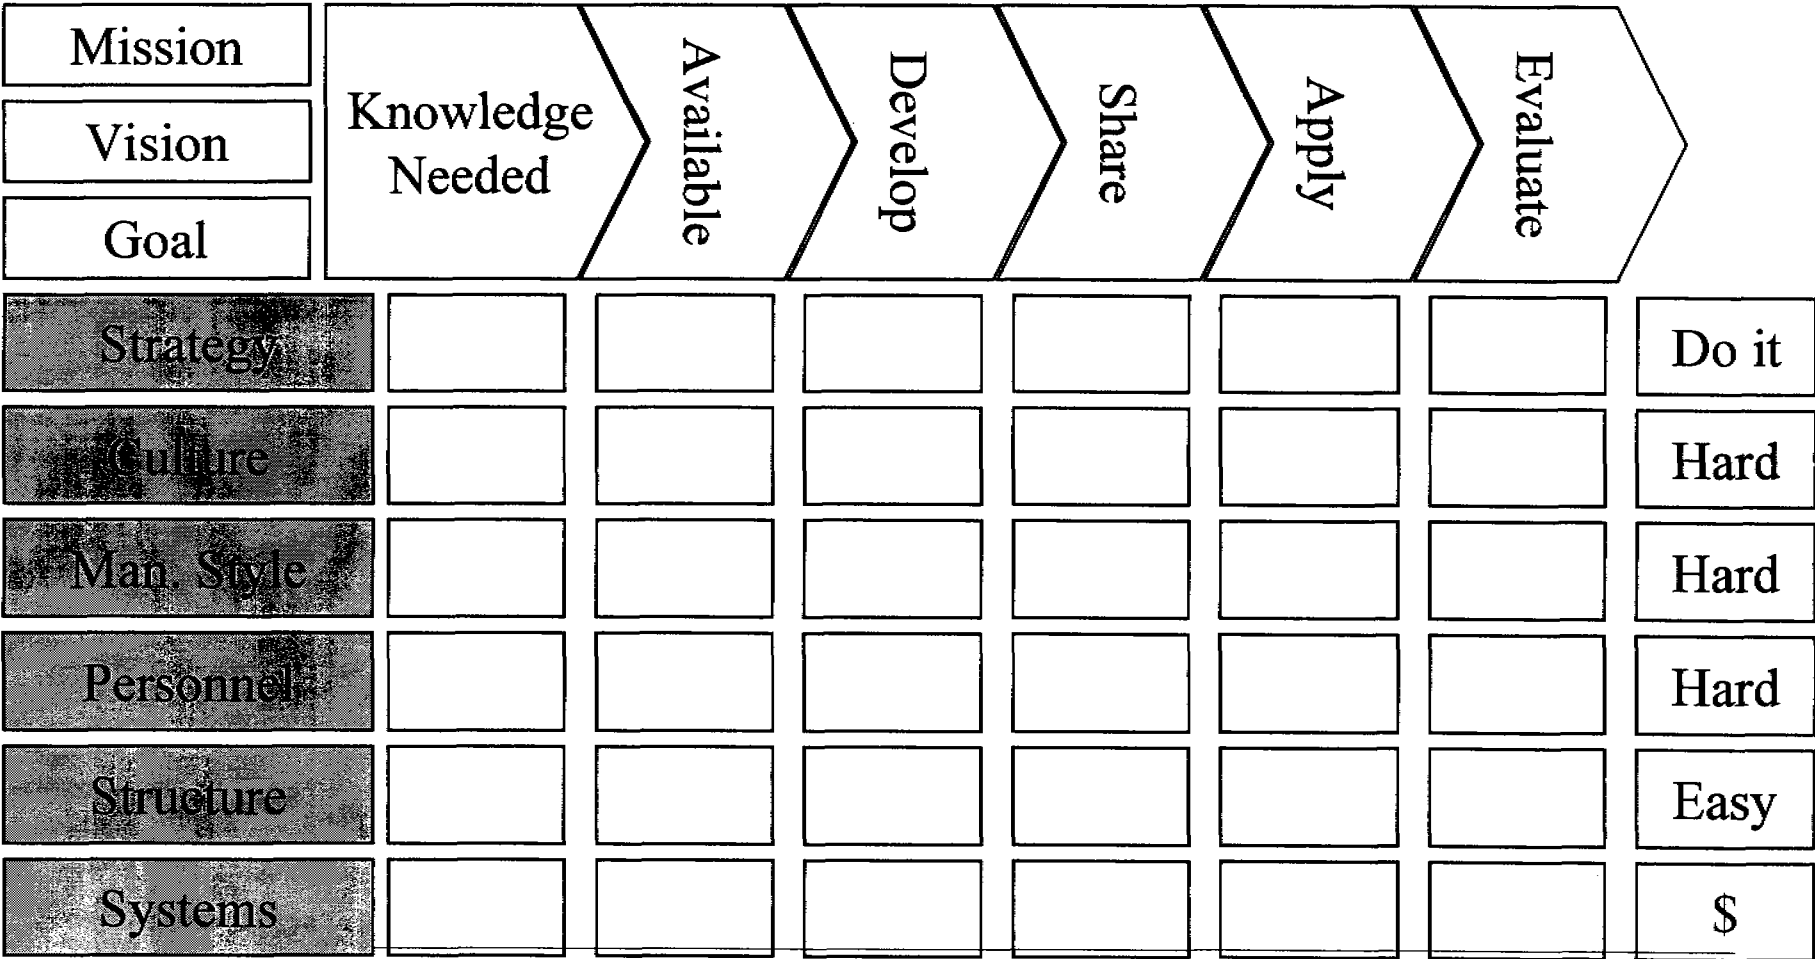 Mission
Vision
Goal
Knowledge
Needed
Available
Develop
Share
Apply
Evaluate
Strategy
Do it
Culture
Hard
Man. Style
Hard
Personnel
Hard
Structure
Easy
Systems
$